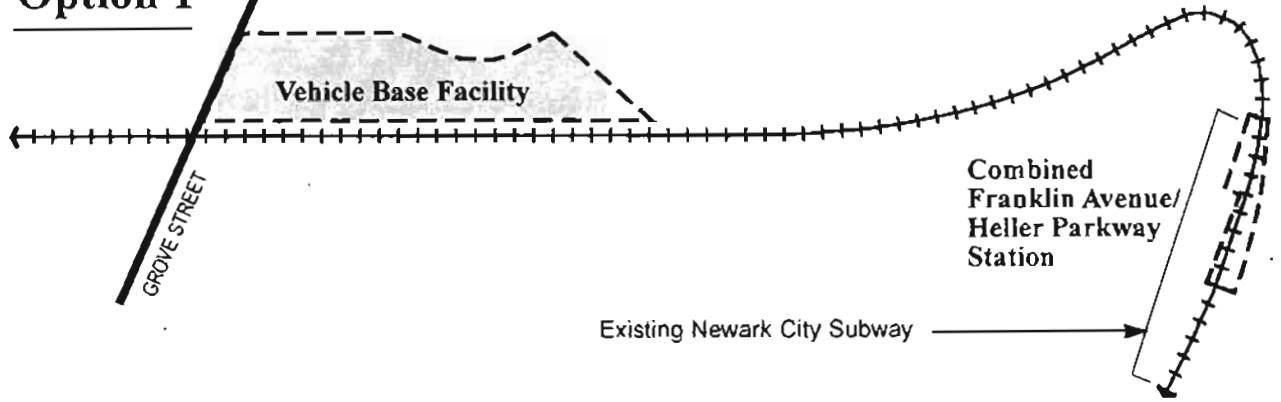 Option 1
Vehicle Base Facility
GROVE STREET
Combined
Franklin Avenue/
Heller Parkway
Station
Existing Newark City Subway